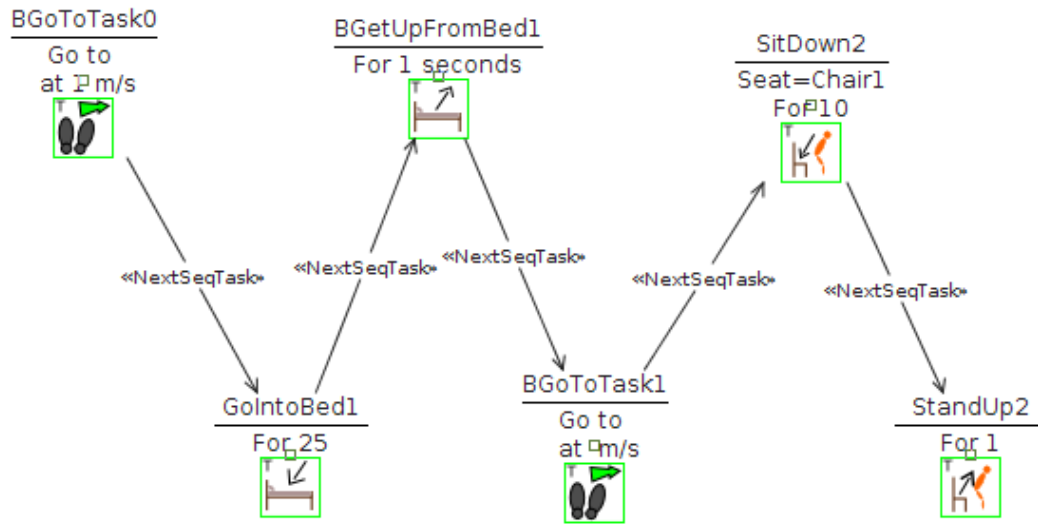 BGoToTask0
Go to
at 1 m/s
T
BGetUpFromBed1
For 1 seconds
T
SitDown2
Seat=Chair1
For 10
T
«NextSeqTask»
«NextSeqTask»
«NextSeqTask»
«NextSeqTask»
«NextSeqTask»
GoIntoBed1
For 25
T
BGoToTask1
Go to
at m/s
T
StandUp2
For 1
T